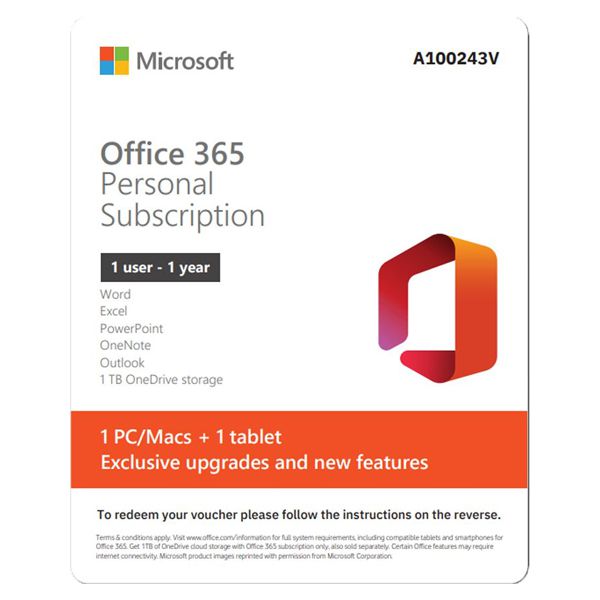 Microsoft
A100243V
Office 365
Personal
Subscription
1 user - 1 year
Word
Excel
PowerPoint
OneNote
Outlook
1 TB OneDrive storage
1 PC/Macs + 1 tablet
Exclusive upgrades and new features
To redeem your voucher please follow the instructions on the reverse.
Terms & conditions apply. Visit www.office.com/information for full system requirements, including compatible tablets and smartphones for
Office 365. Get 1TB of OneDrive cloud storage with Office 365 subscription only, also sold separately. Certain Office features may require
internet connectivity. Microsoft product images reprinted with permission from Microsoft Corporation.